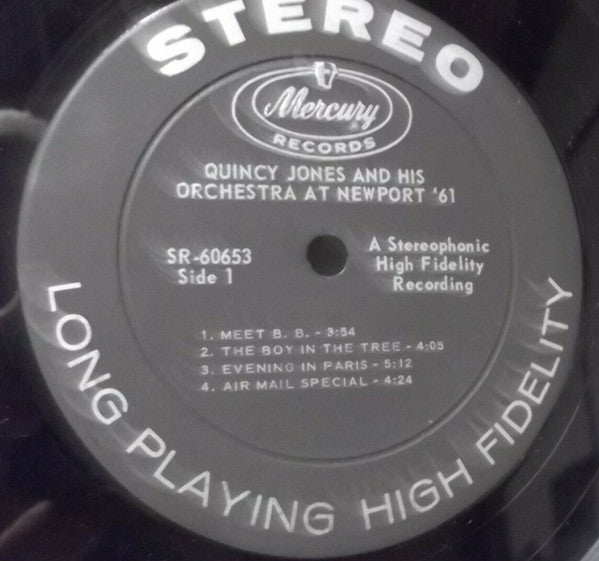 STEREO
Mercury
®
RECORDS
QUINCY JONES AND HIS
ORCHESTRA AT NEWPORT '61
SR-60653
Side 1
A Stereophonic
High Fidelity
Recording
1. MEET B. B. - 3:54
2. THE BOY IN THE TREE - 4:05
3. EVENING IN PARIS - 5:12
4. AIR MAIL SPECIAL - 4:24
LONG PLAYING HIGH FIDELITY